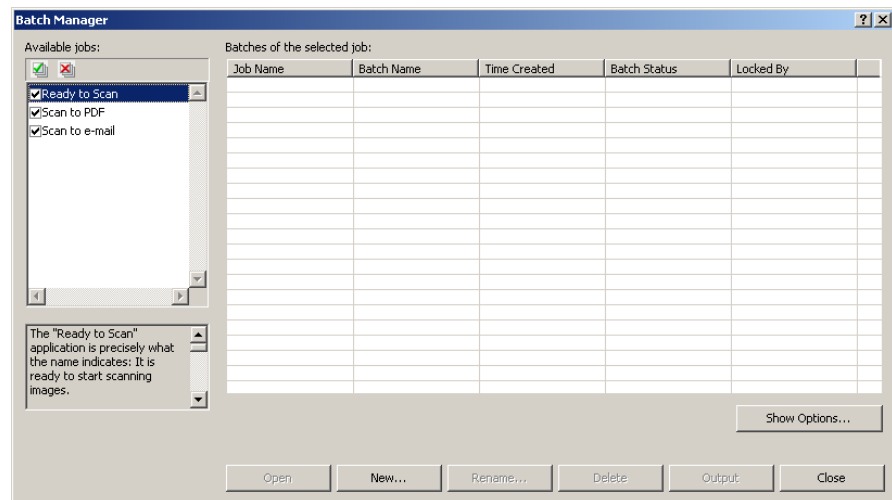 Batch Manager
Available jobs:
Batches of the selected job:
Job Name Batch Name Time Created Batch Status Locked By
Ready to Scan
Scan to PDF
Scan to e-mail
The "Ready to Scan"
application is precisely what
the name indicates: It is
ready to start scanning
images.
Show Options...
Open New... Rename... Delete Output Close